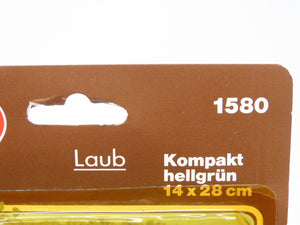 1580
Laub
Kompakt
hellgrün
14 x 28 cm